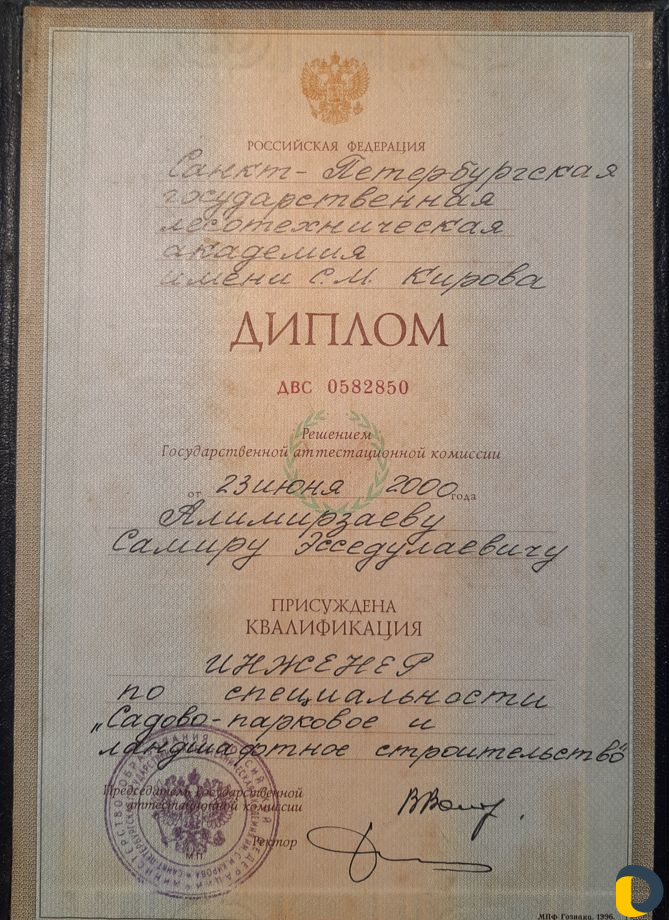 РОССИЙСКАЯ ФЕДЕРАЦИЯ
Санкт-Петербургская
государственная
лесотехническая
академия
имени С.М. Кирова
ДИПЛОМ
ДВС 0582850
Решением
Государственной аттестационной комиссии
от 23 июня 2000 года
Алимирзаеву
Самиру
ПРИСУЖДЕНА
КВАЛИФИКАЦИЯ
ИНЖЕНЕР
по специальности
„Садово-парковое и
ландшафтное строительство"
Председатель Государственной
аттестационной комиссии
Ректор
М.П.
МПФ Гознака. 1996.